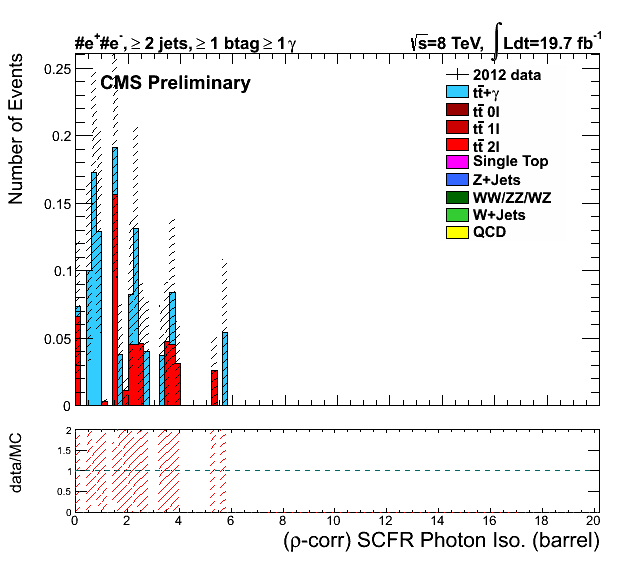 #e⁺#e⁻, ≥ 2 jets, ≥ 1 btag ≥ 1γ
√s=8 TeV, ∫Ldt=19.7 fb⁻¹
CMS Preliminary
Number of Events
0.25
0.2
0.15
0.1
0.05
0
2012 data
tt̄+γ
tt̄ 0l
tt̄ 1l
tt̄ 2l
Single Top
Z+Jets
WW/ZZ/WZ
W+Jets
QCD
data/MC
2
1.5
1
0.5
0
0 2 4 6 8 10 12 14 16 18 20
(ρ-corr) SCFR Photon Iso. (barrel)